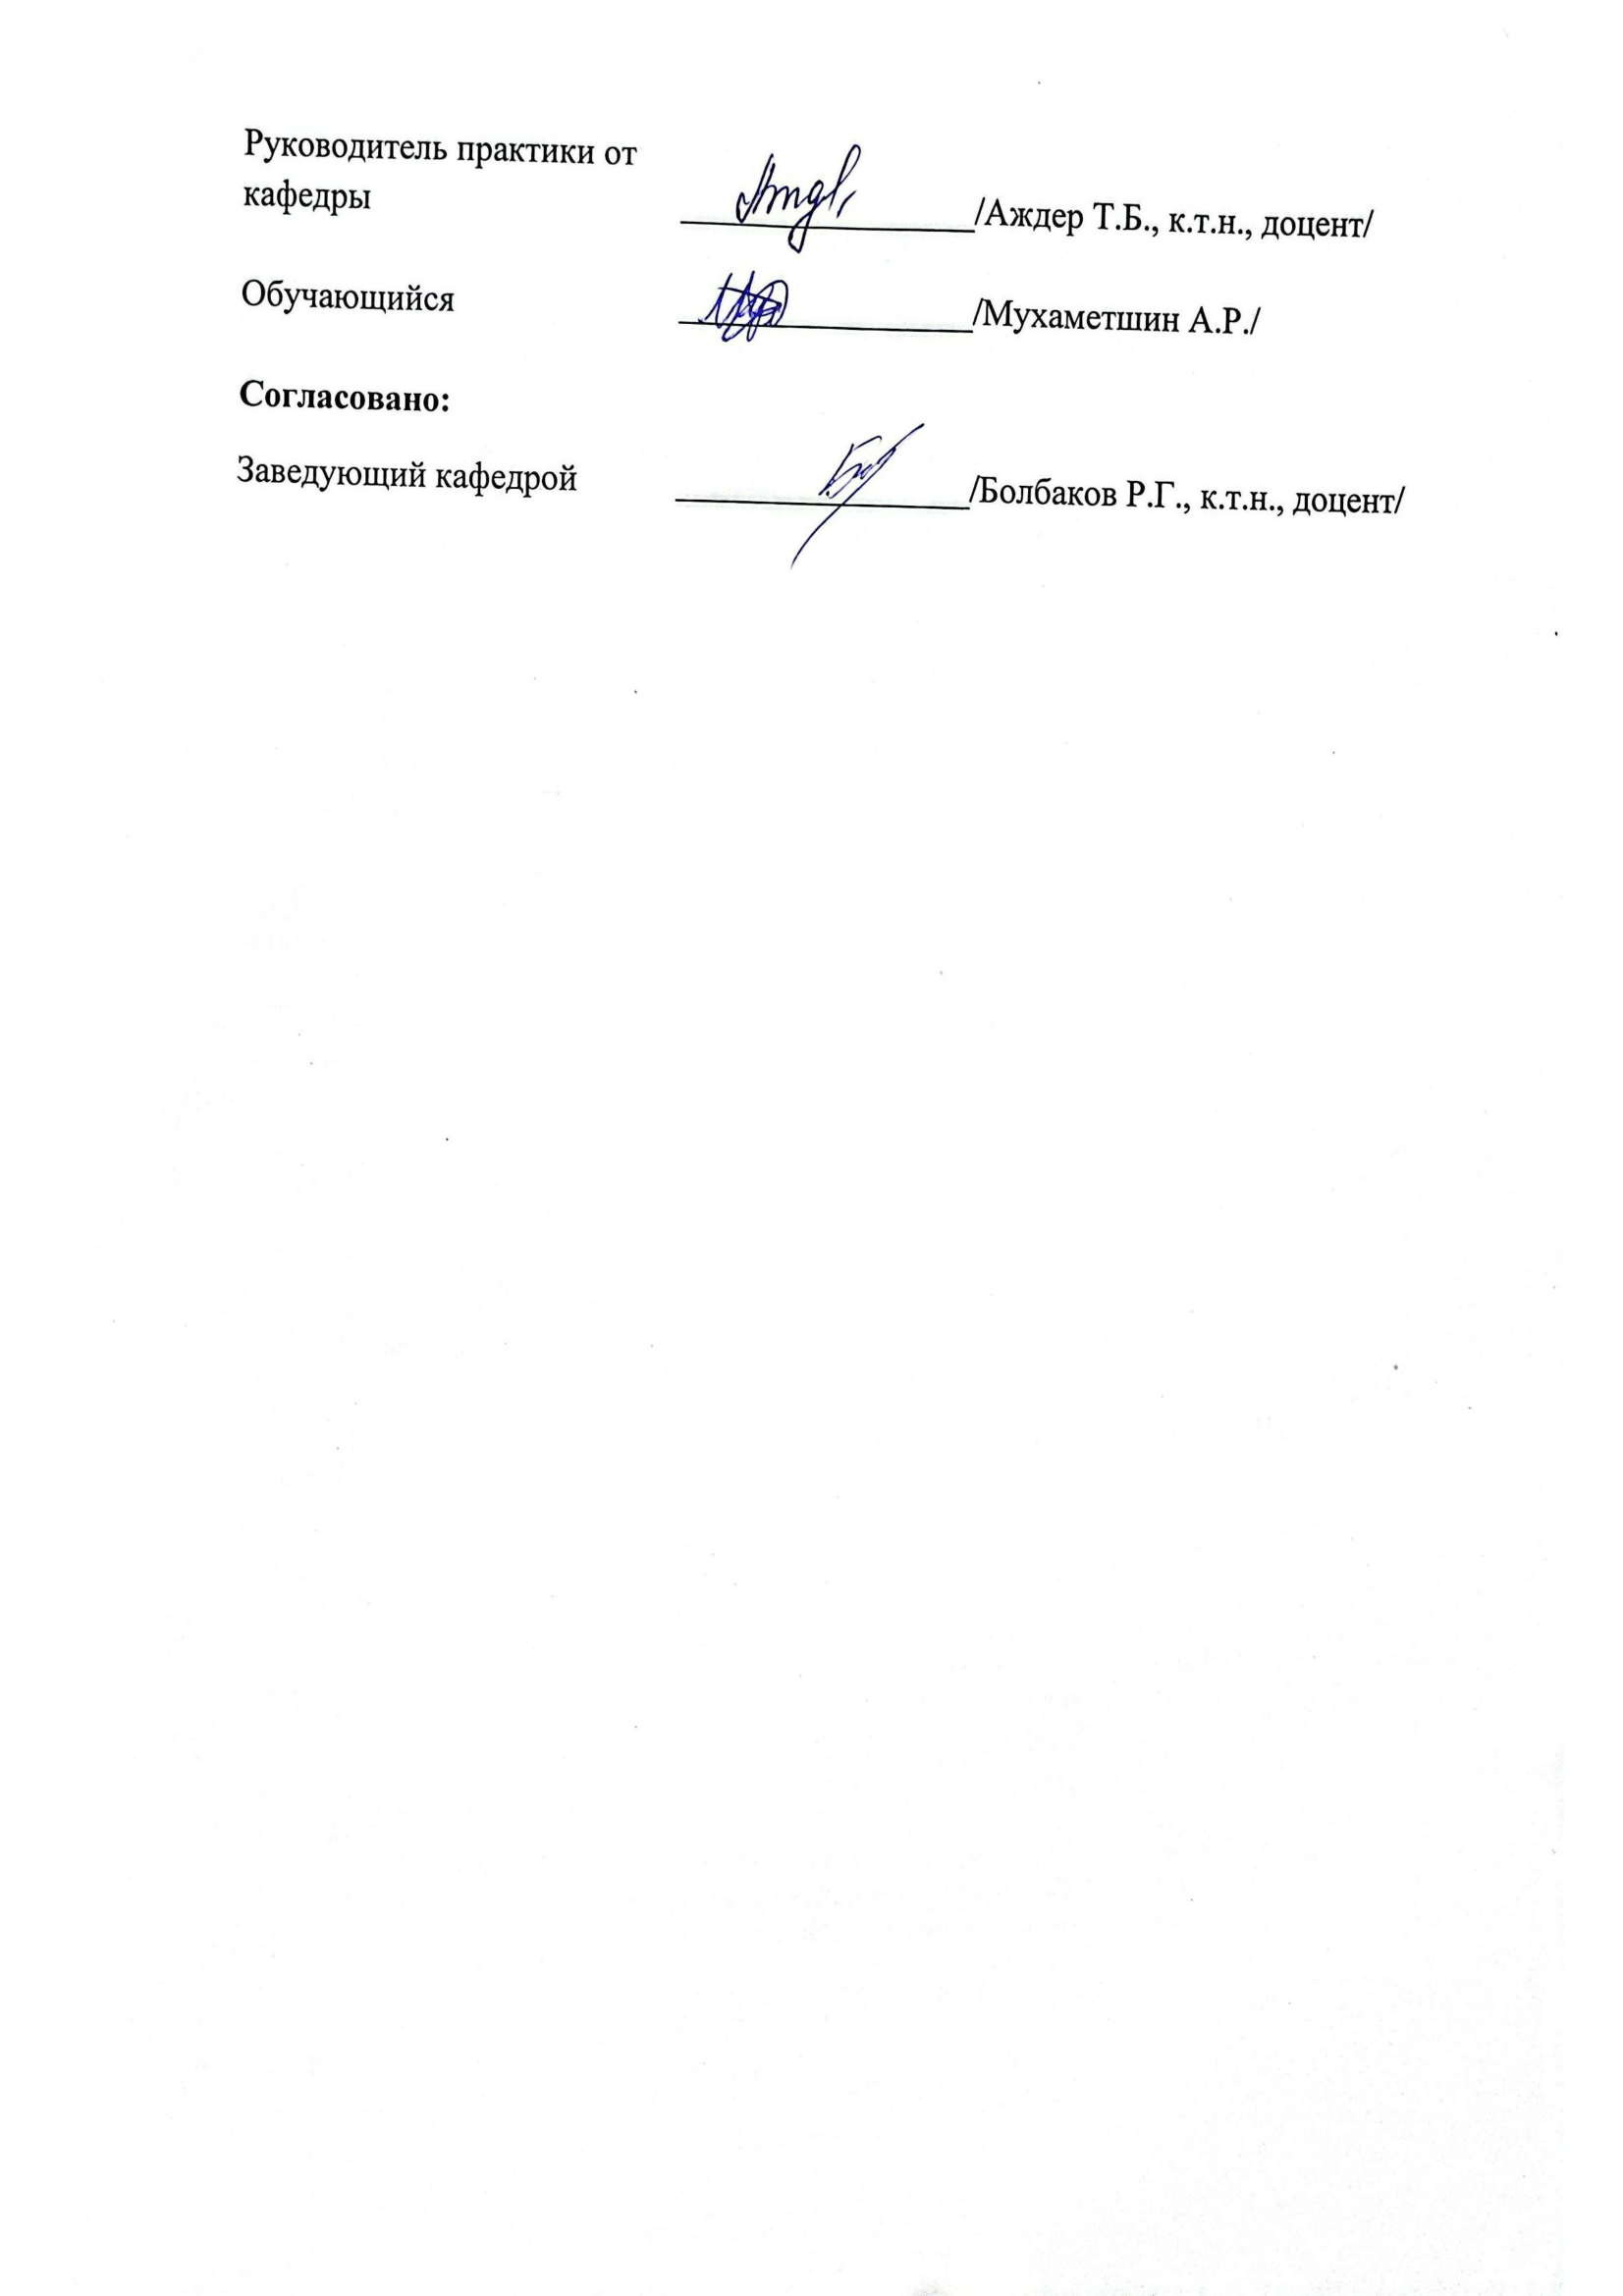 Руководитель практики от
кафедры
/Аждер Т.Б., к.т.н., доцент/
Обучающийся
/Мухаметшин А.Р./
Согласовано:
Заведующий кафедрой
/Болбаков Р.Г., к.т.н., доцент/